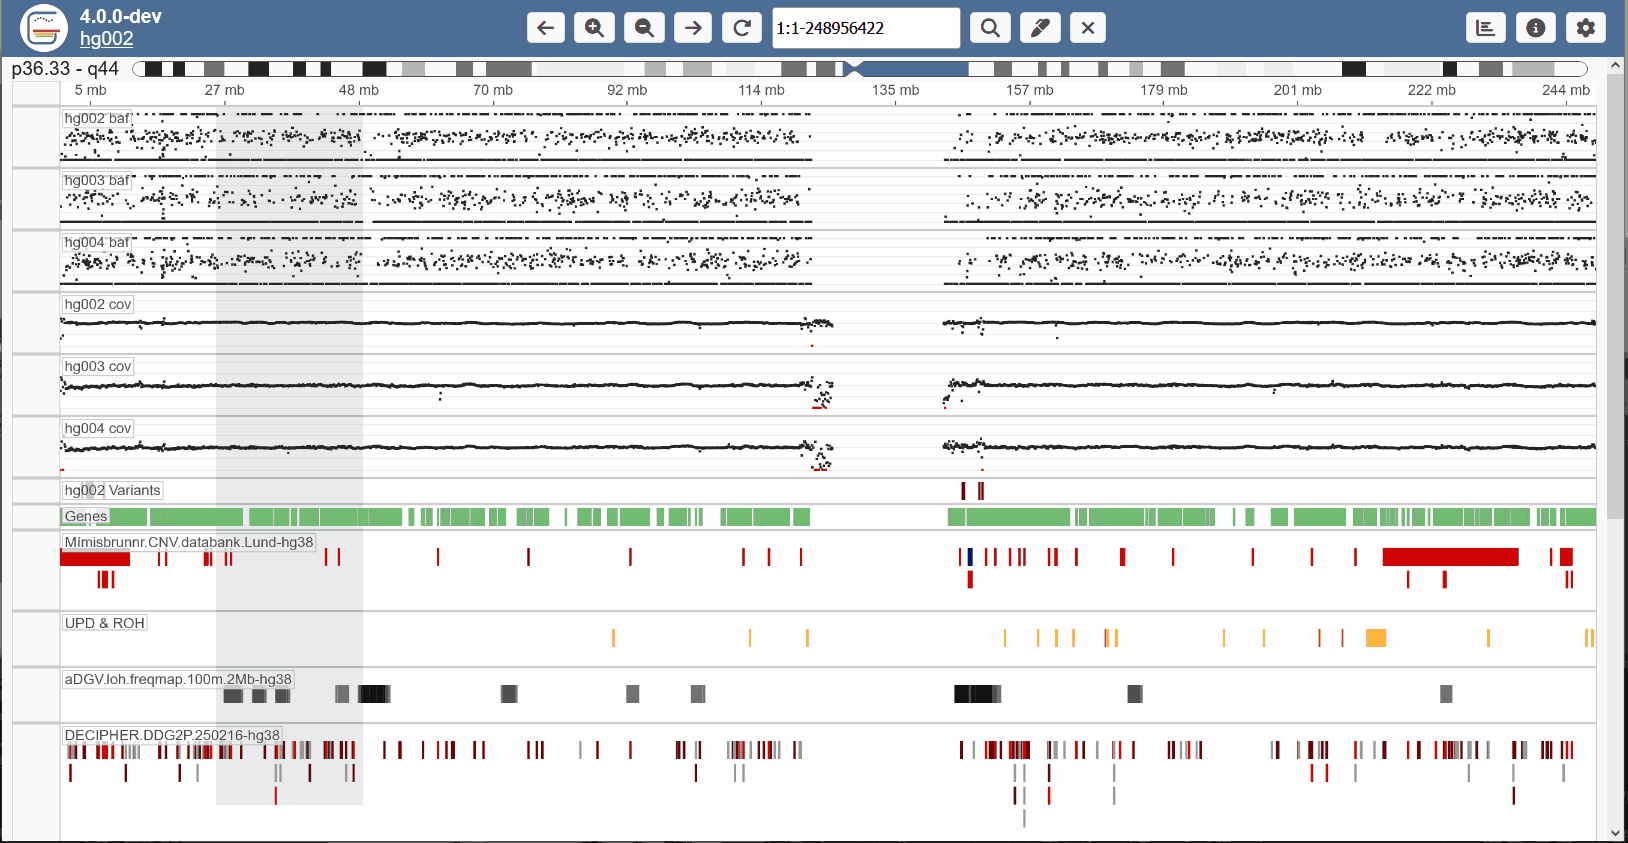 4.0.0-dev
hg002
1:1-248956422
p36.33 - q44
5 mb 27 mb 48 mb 70 mb 92 mb 114 mb 135 mb 157 mb 179 mb 201 mb 222 mb 244 mb
hg002 baf
hg003 baf
hg004 baf
hg002 cov
hg003 cov
hg004 cov
hg002 Variants
Genes
Mímisbrunnr.CNV.databank.Lund-hg38
UPD & ROH
aDGV.loh.freqmap.100m.2Mb-hg38
DECIPHER.DDG2P.250216-hg38